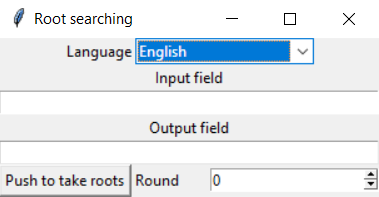 Root searching
Language English
Input field
Output field
Push to take roots Round 0